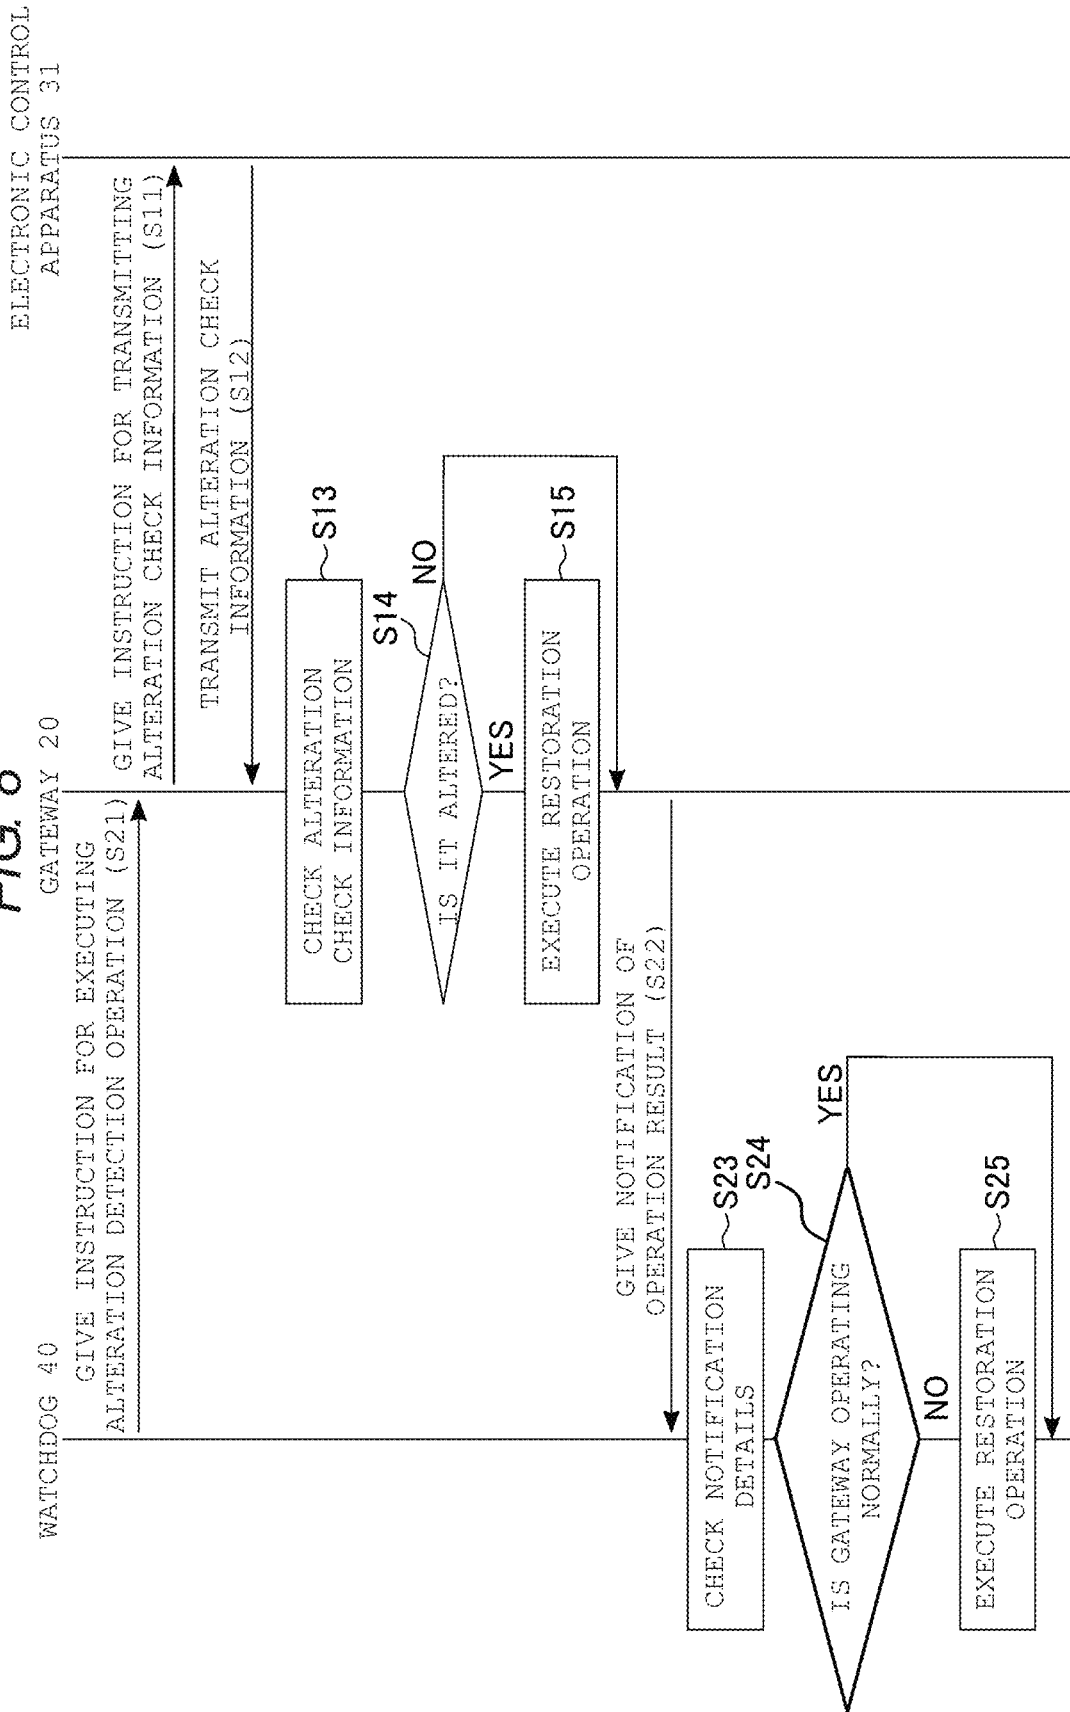 FIG. 8
WATCHDOG 40
GATEWAY 20
ELECTRONIC CONTROL
APPARATUS 31
GIVE INSTRUCTION FOR EXECUTING
ALTERATION DETECTION OPERATION (S21)
GIVE INSTRUCTION FOR TRANSMITTING
ALTERATION CHECK INFORMATION (S11)
TRANSMIT ALTERATION CHECK
INFORMATION (S12)
CHECK ALTERATION
CHECK INFORMATION
S13
IS IT ALTERED?
S14
NO
YES
EXECUTE RESTORATION
OPERATION
S15
GIVE NOTIFICATION OF
OPERATION RESULT (S22)
CHECK NOTIFICATION
DETAILS
S23
S24
IS GATEWAY OPERATING
NORMALLY?
YES
NO
EXECUTE RESTORATION
OPERATION
S25